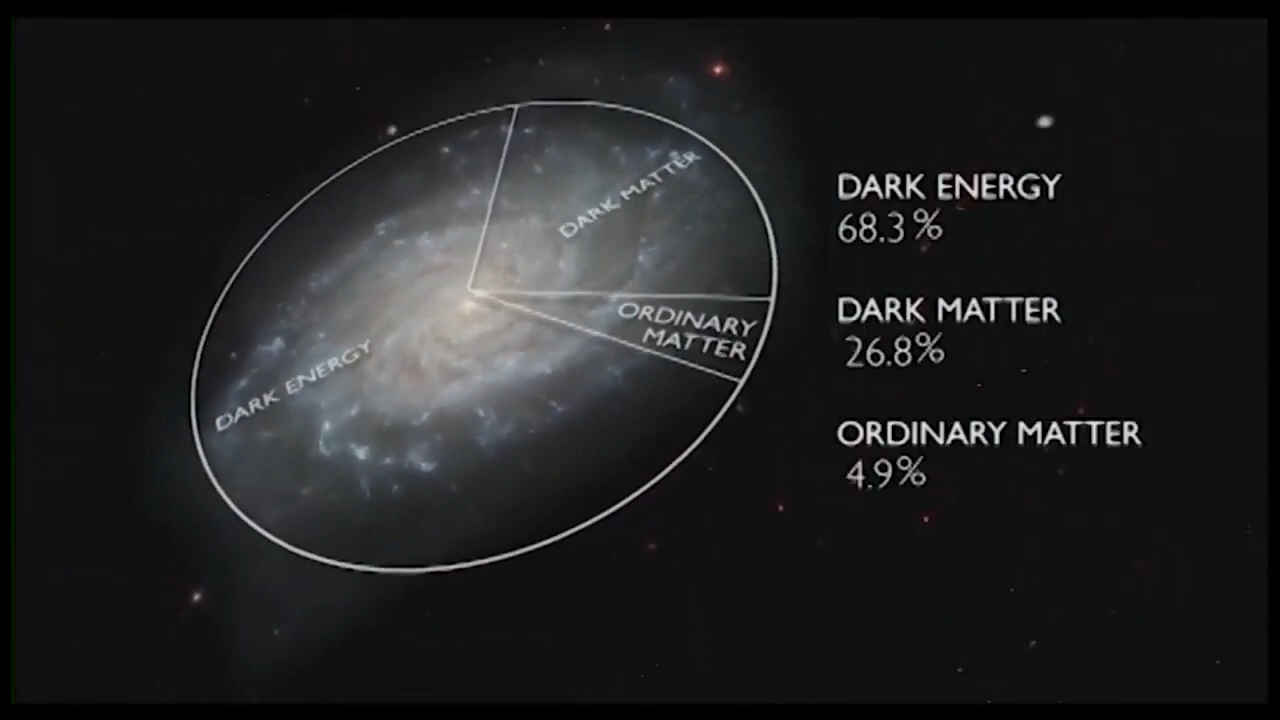 DARK MATTER
ORDINARY
MATTER
DARK ENERGY
DARK ENERGY
68.3%
DARK MATTER
26.8%
ORDINARY MATTER
4.9%